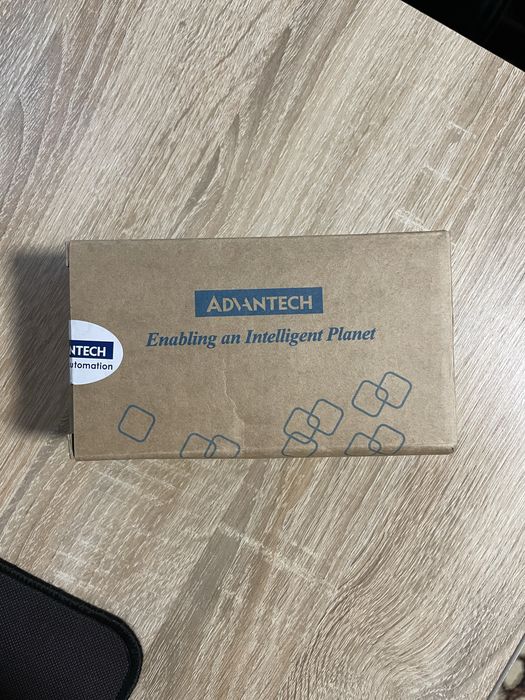 ADVANTECH
Enabling an Intelligent Planet
NTECH
utomation